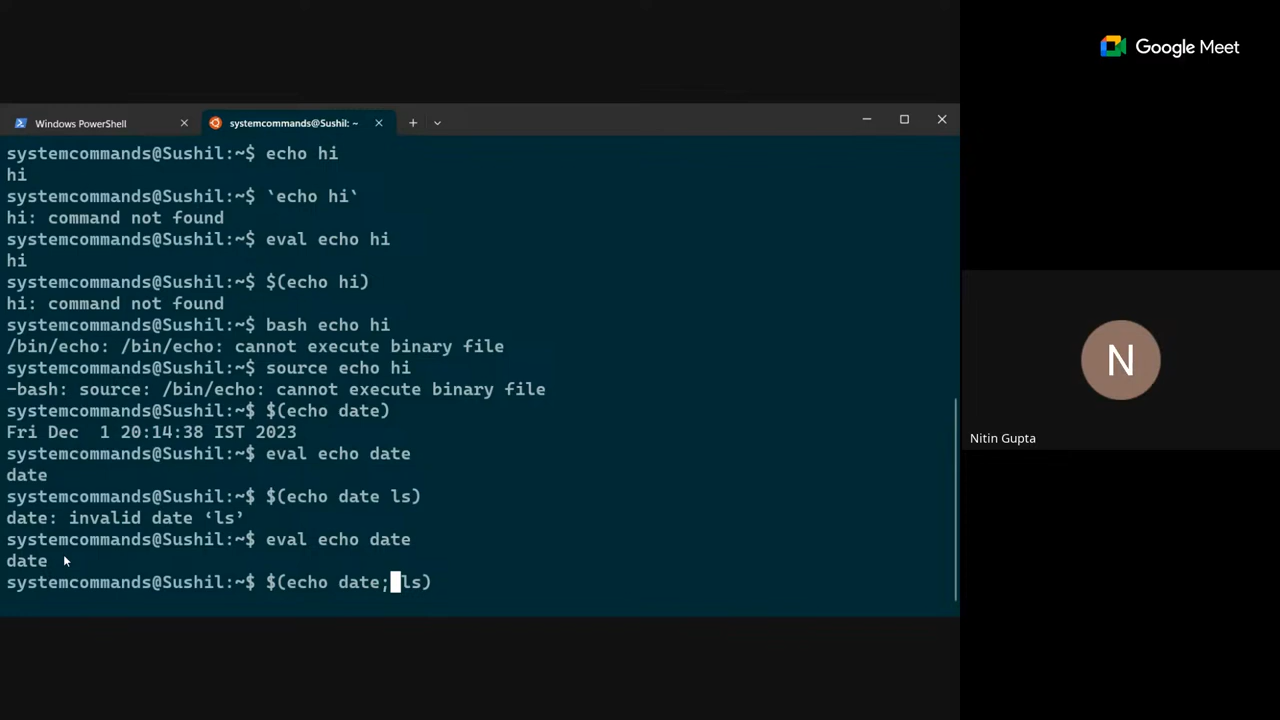 Google Meet
Windows PowerShell
systemcommands@Sushil: ~
systemcommands@Sushil:~$ echo hi
hi
systemcommands@Sushil:~$ `echo hi`
hi: command not found
systemcommands@Sushil:~$ eval echo hi
hi
systemcommands@Sushil:~$ $(echo hi)
hi: command not found
systemcommands@Sushil:~$ bash echo hi
/bin/echo: /bin/echo: cannot execute binary file
systemcommands@Sushil:~$ source echo hi
-bash: source: /bin/echo: cannot execute binary file
systemcommands@Sushil:~$ $(echo date)
Fri Dec  1 20:14:38 IST 2023
systemcommands@Sushil:~$ eval echo date
date
systemcommands@Sushil:~$ $(echo date ls)
date: invalid date ‘ls’
systemcommands@Sushil:~$ eval echo date
date
systemcommands@Sushil:~$ $(echo date; ls)
N
Nitin Gupta